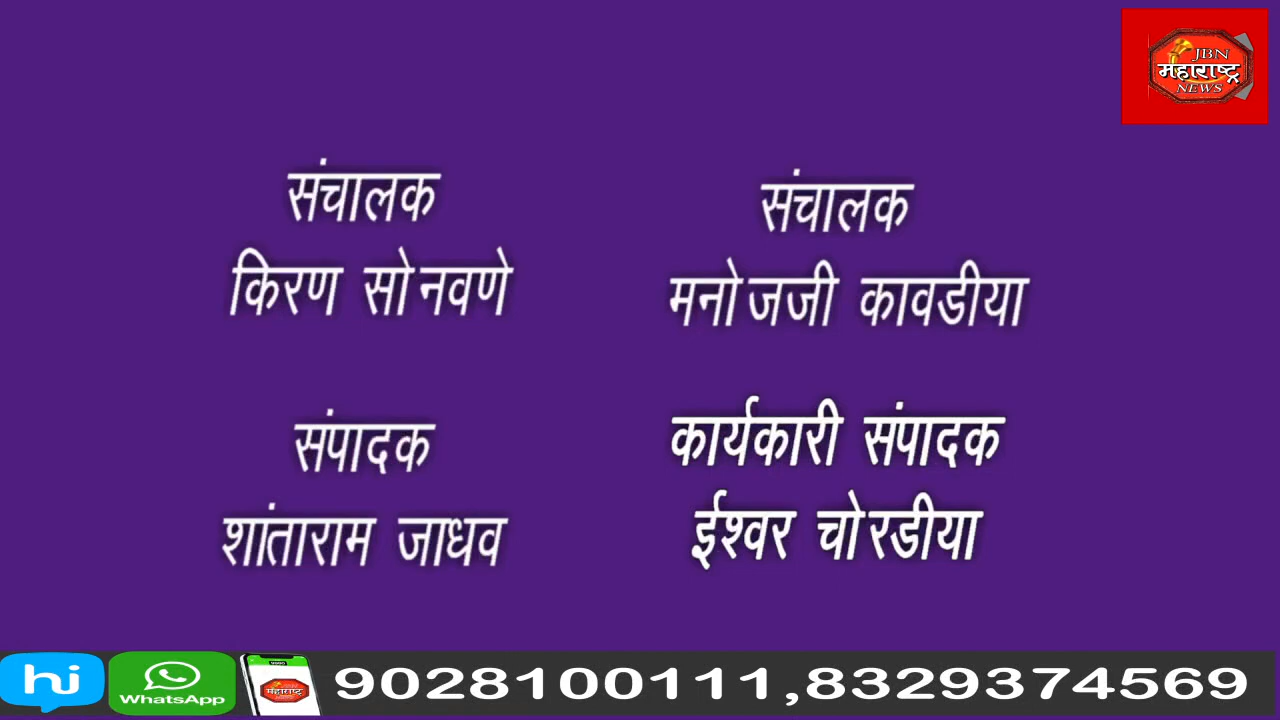 JBN
महाराष्ट्र
NEWS
संचालक
किरण सोनवणे
संचालक
मनोजजी कावडीया
संपादक
शांताराम जाधव
कार्यकारी संपादक
ईश्वर चोरडीया
hi
WhatsApp
महाराष्ट्र
9028100111,8329374569